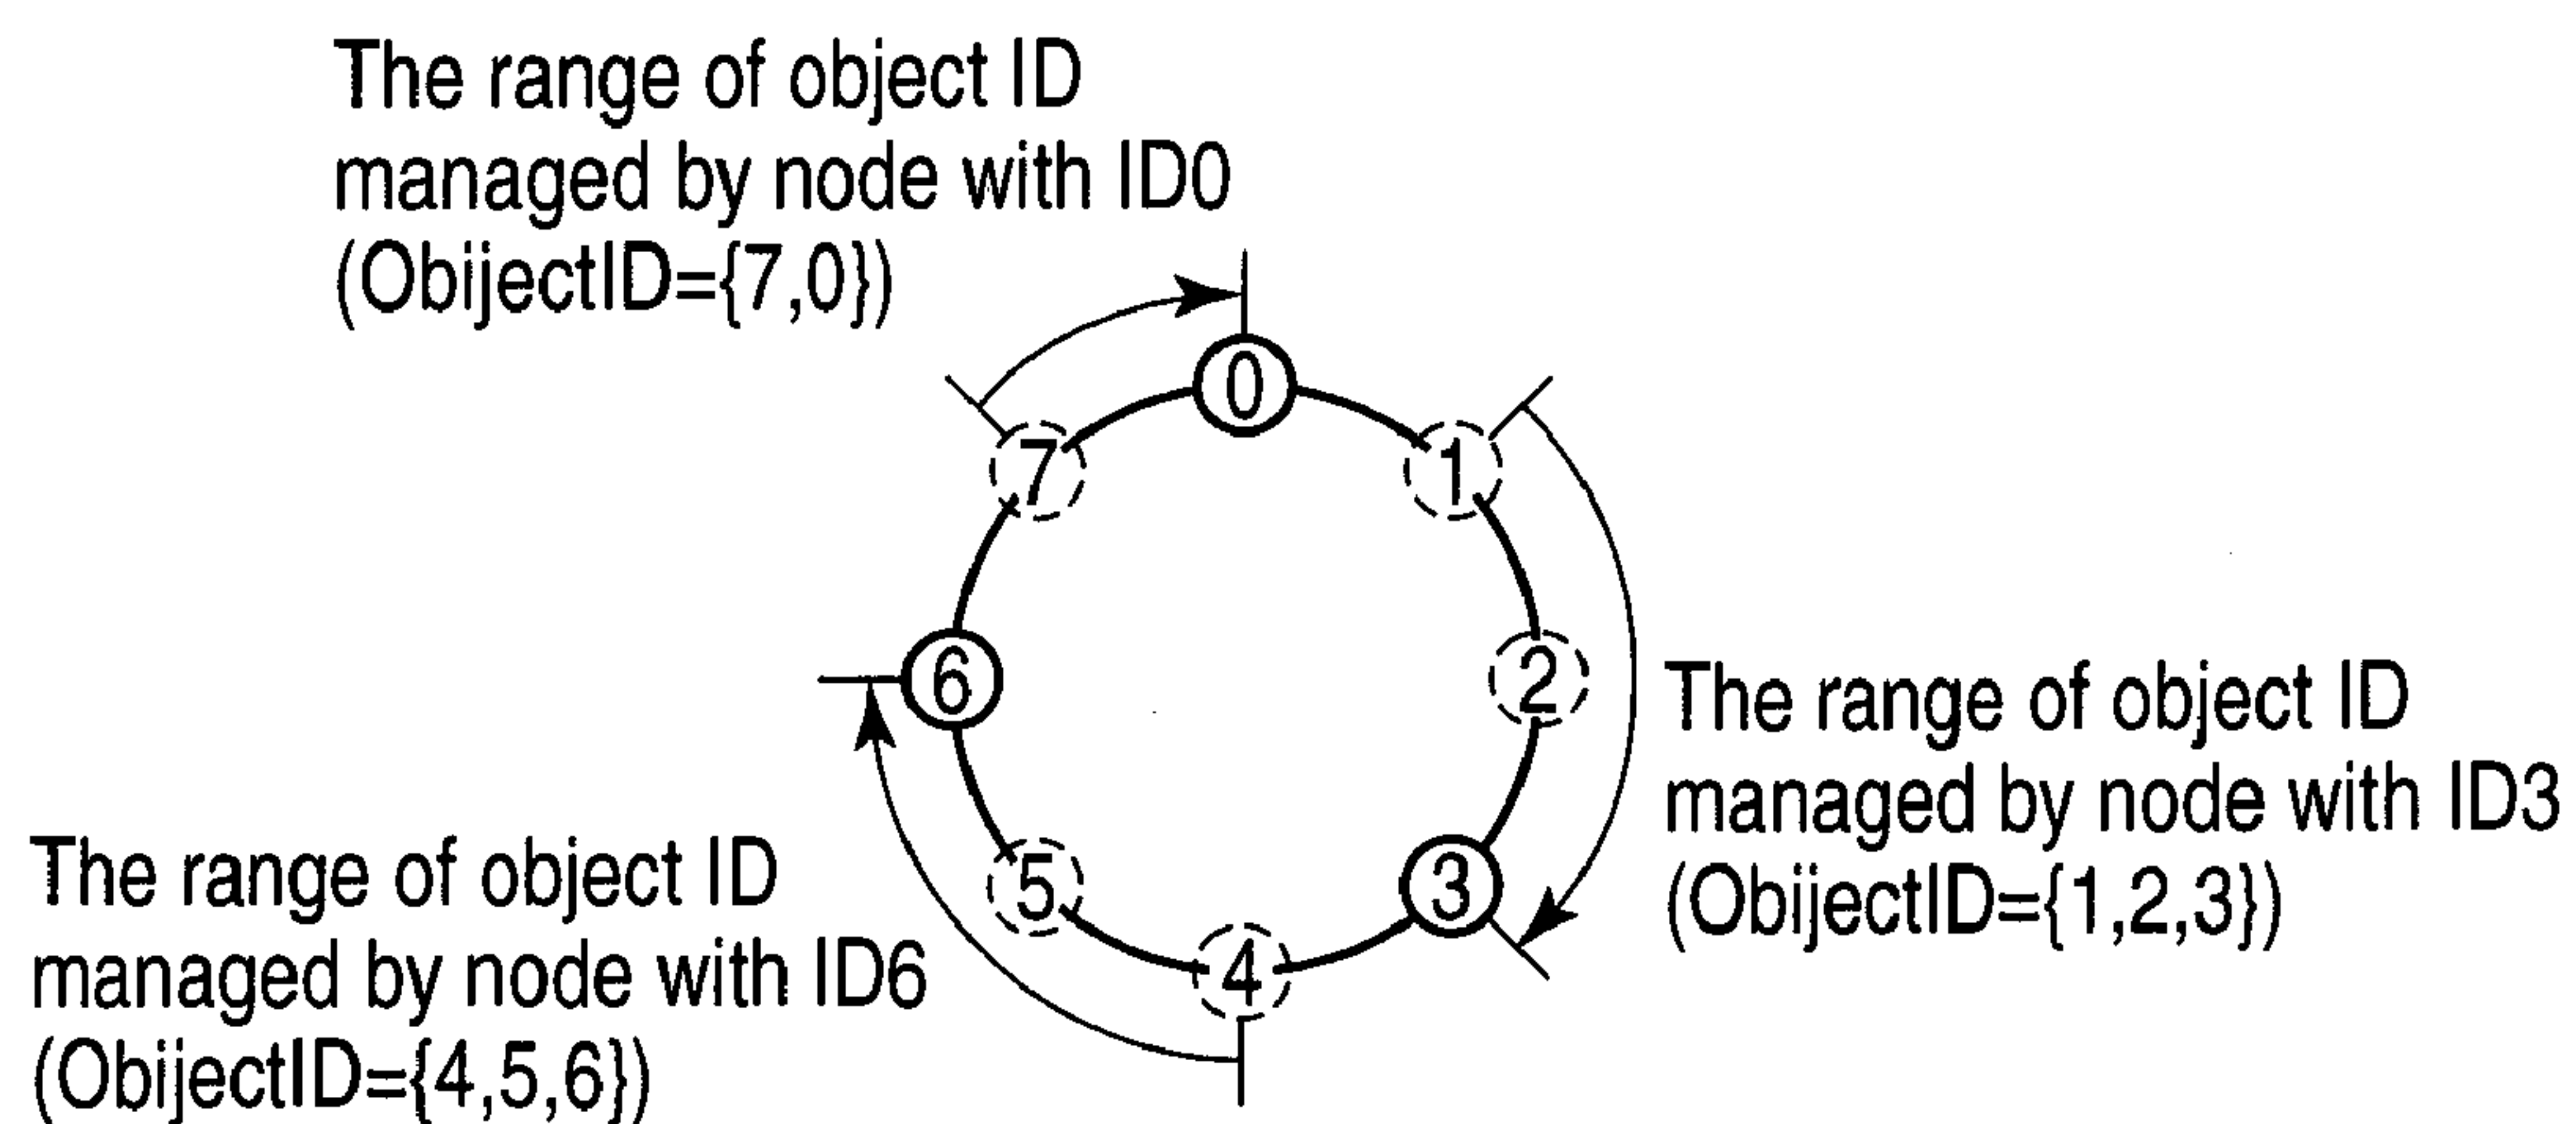 The range of object ID
managed by node with ID0
(ObijectID={7,0})
0
7
1
6
2
The range of object ID
managed by node with ID3
(ObijectID={1,2,3})
5
3
4
The range of object ID
managed by node with ID6
(ObijectID={4,5,6})